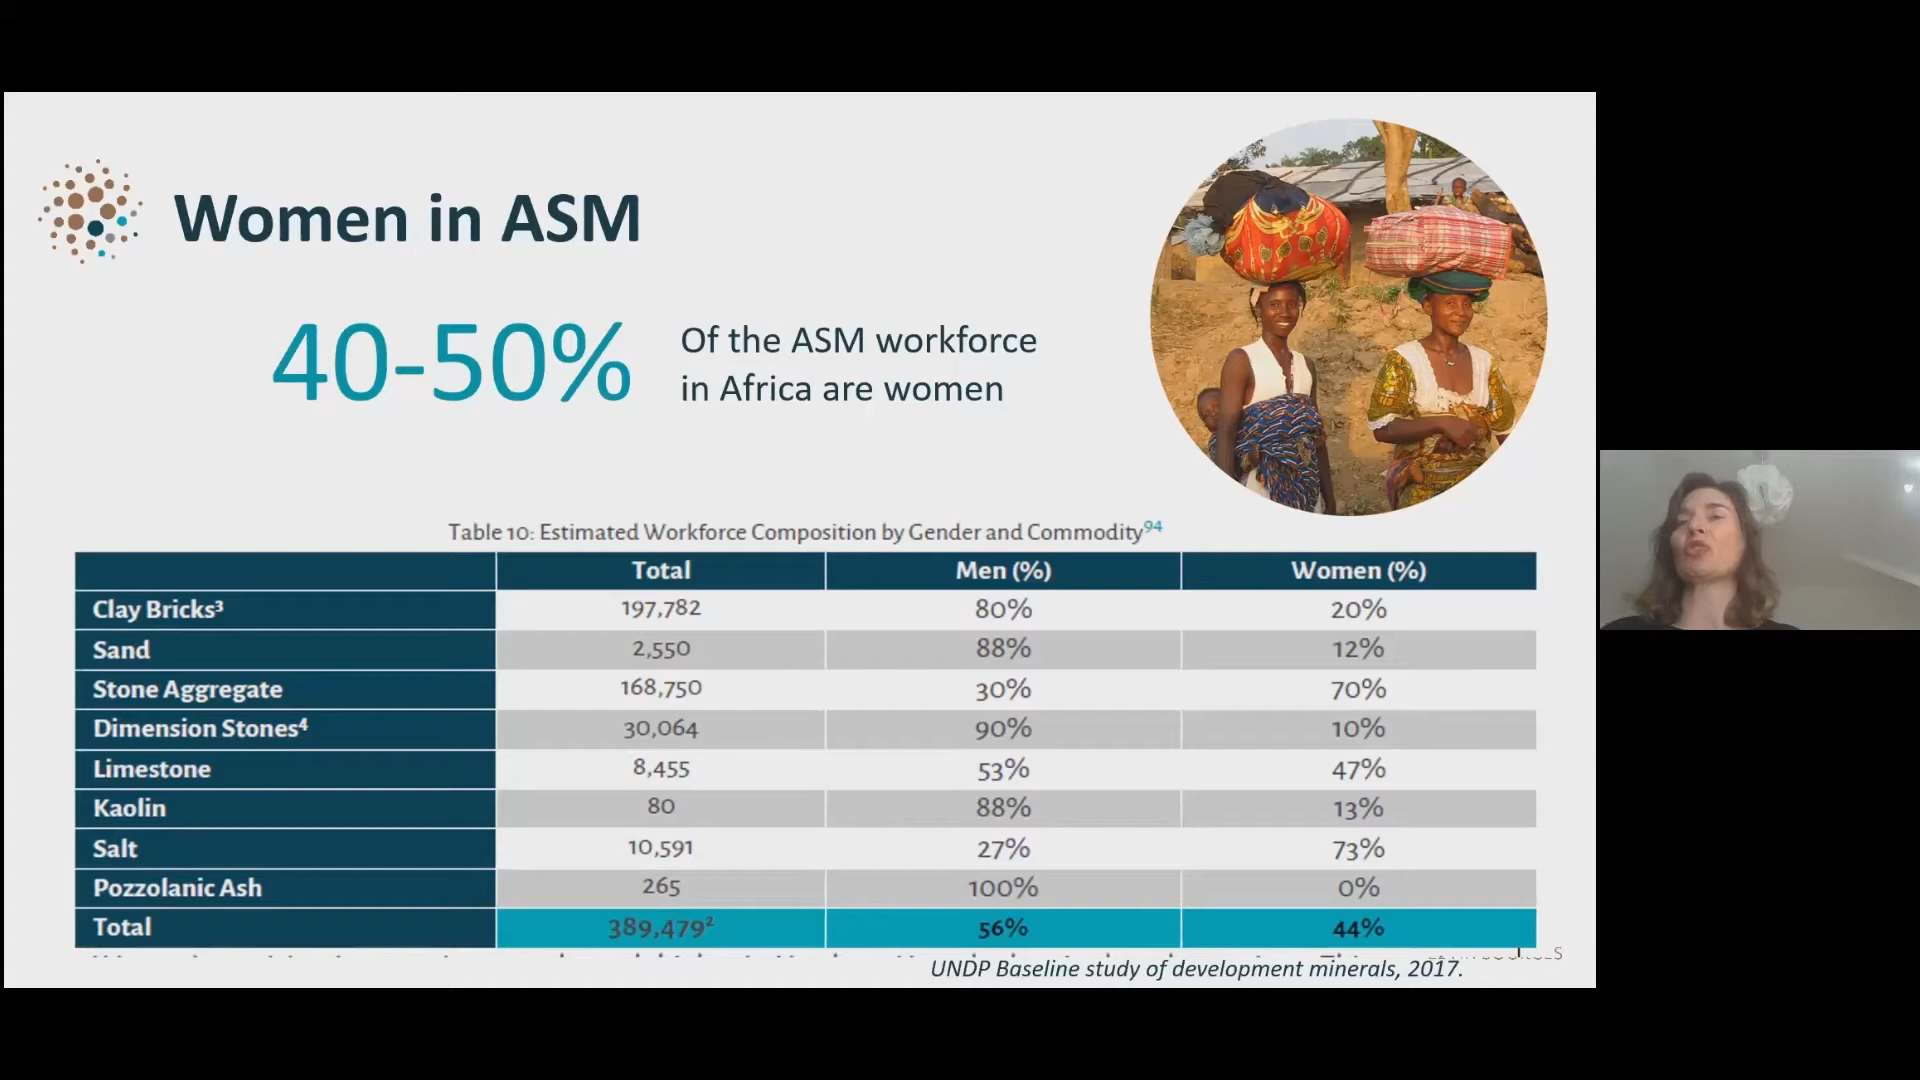 Women in ASM
40-50%
Of the ASM workforce
in Africa are women
Table 10: Estimated Workforce Composition by Gender and Commodity⁹⁴
Total Men (%) Women (%)
Clay Bricks³ 197,782 80% 20%
Sand 2,550 88% 12%
Stone Aggregate 168,750 30% 70%
Dimension Stones⁴ 30,064 90% 10%
Limestone 8,455 53% 47%
Kaolin 80 88% 13%
Salt 10,591 27% 73%
Pozzolanic Ash 265 100% 0%
Total 389,479² 56% 44%
UNDP Baseline study of development minerals, 2017.